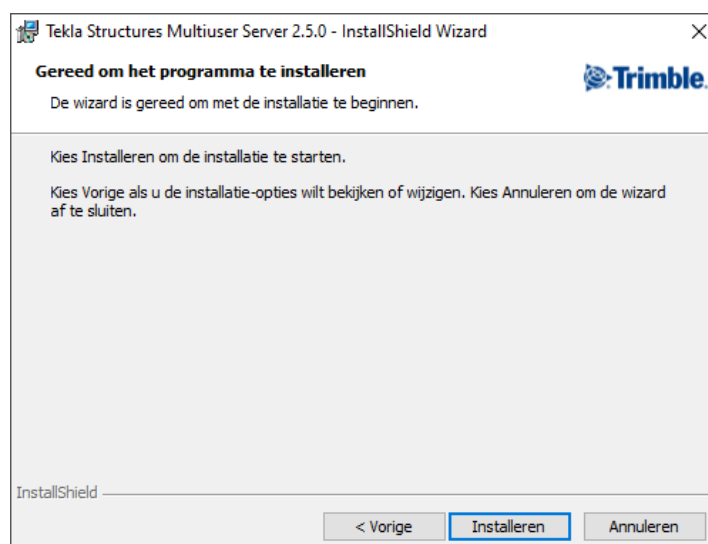 Tekla Structures Multiuser Server 2.5.0 - InstallShield Wizard
Gereed om het programma te installeren
Trimble.
De wizard is gereed om met de installatie te beginnen.
Kies Installeren om de installatie te starten.
Kies Vorige als u de installatie-opties wilt bekijken of wijzigen. Kies Annuleren om de wizard
af te sluiten.
InstallShield
< Vorige Installeren Annuleren